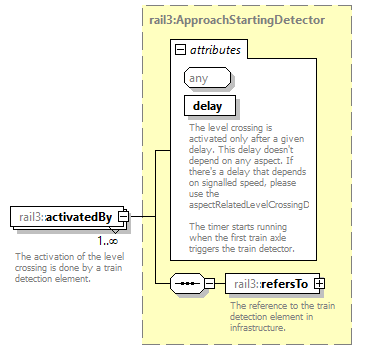 rail3:ApproachStartingDetector
attributes
any
delay
The level crossing is
activated only after a given
delay. This delay doesn't
depend on any aspect. If
there's a delay that depends
on signalled speed, please
use the
aspectRelatedLevelCrossingD
The timer starts running
when the first train axle
triggers the train detector.
rail3::activatedBy
1..∞
The activation of the level
crossing is done by a train
detection element.
rail3::refersTo
The reference to the train
detection element in
infrastructure.